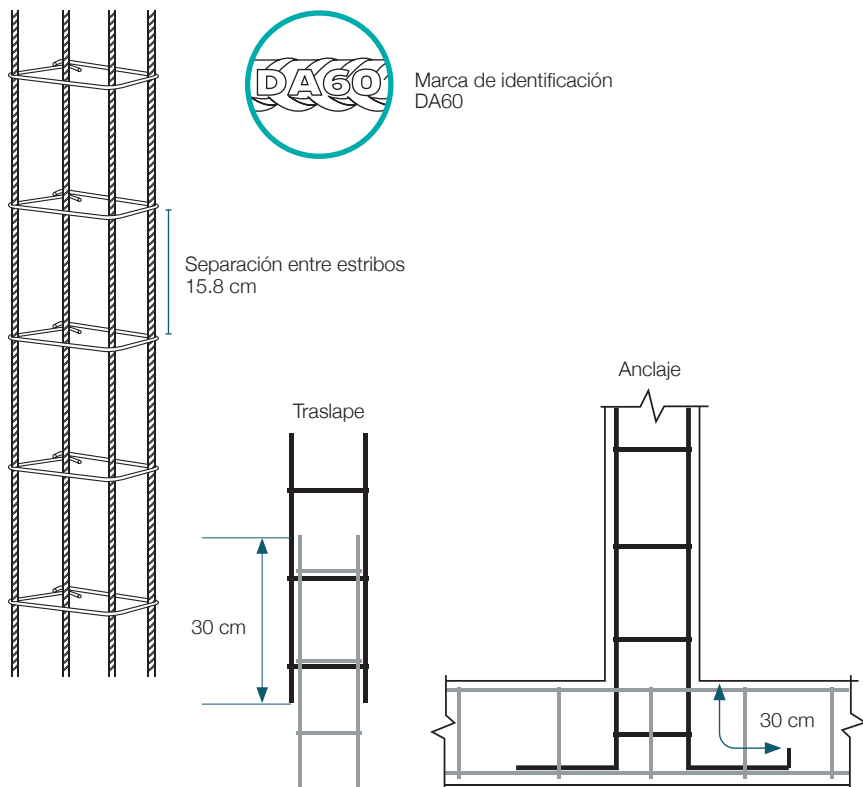 DA60
Marca de identificación
DA60
Separación entre estribos
15.8 cm
Traslape
30 cm
Anclaje
30 cm